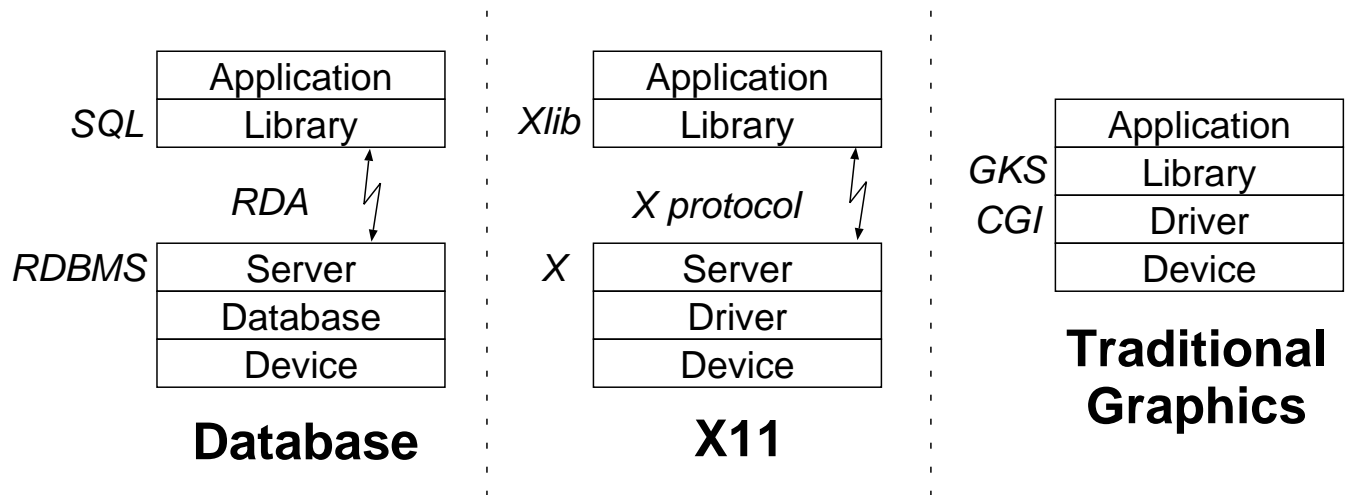 Application
SQL Library
RDA
RDBMS Server
Database
Device
Database
Application
Xlib Library
X protocol
X Server
Driver
Device
X11
Application
GKS Library
CGI Driver
Device
Traditional
Graphics